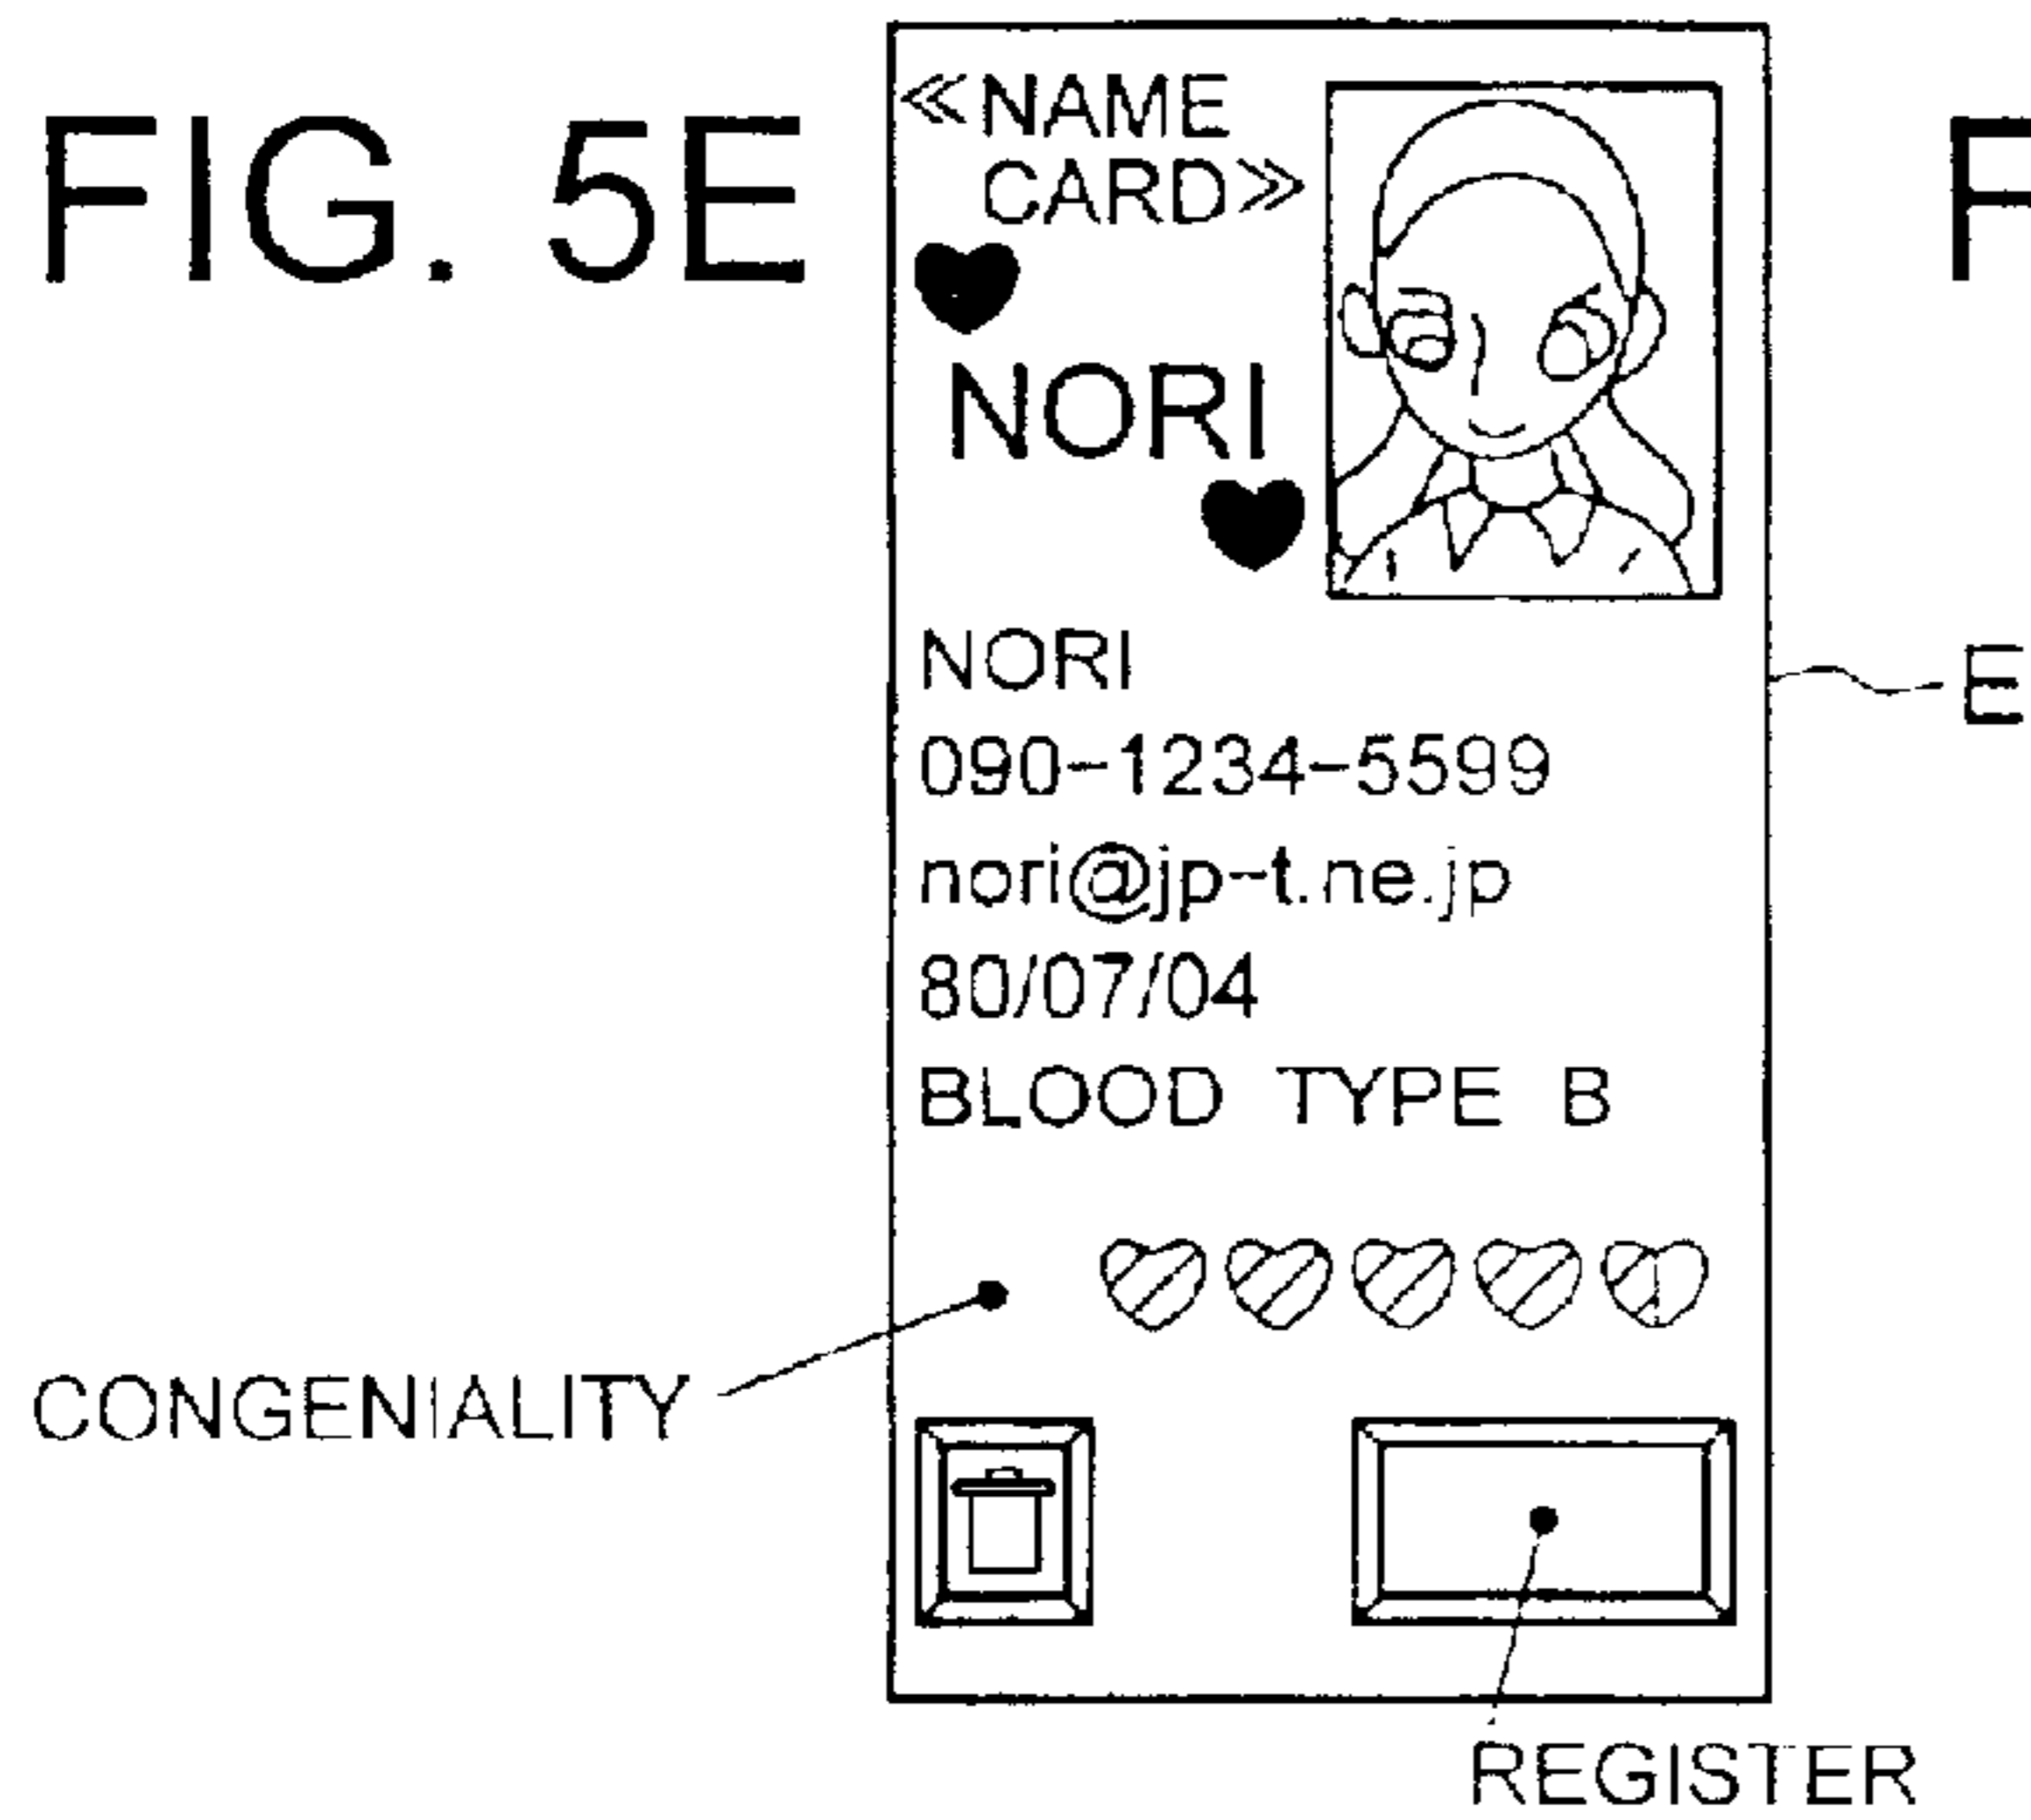 FIG. 5E
F
≪NAME
CARD≫
NORI
E
NORI
090-1234-5599
nori@jp-t.ne.jp
80/07/04
BLOOD TYPE B
CONGENIALITY
REGISTER